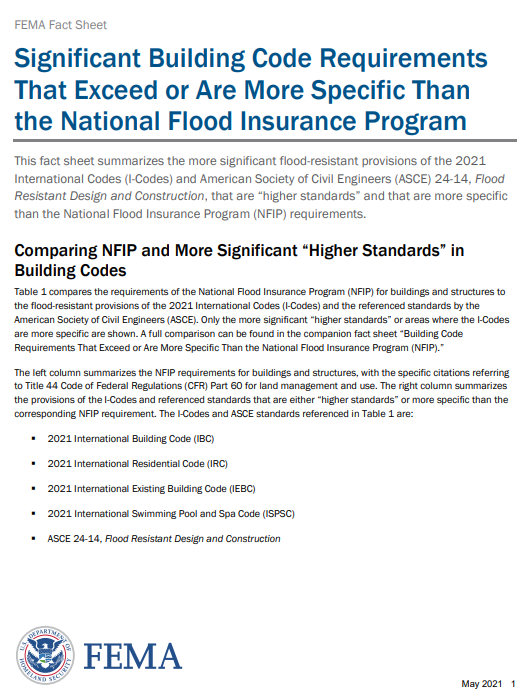 FEMA Fact Sheet
Significant Building Code Requirements
That Exceed or Are More Specific Than
the National Flood Insurance Program
This fact sheet summarizes the more significant flood-resistant provisions of the 2021
International Codes (I-Codes) and American Society of Civil Engineers (ASCE) 24-14, Flood
Resistant Design and Construction, that are “higher standards” and that are more specific
than the National Flood Insurance Program (NFIP) requirements.
Comparing NFIP and More Significant “Higher Standards” in
Building Codes
Table 1 compares the requirements of the National Flood Insurance Program (NFIP) for buildings and structures to
the flood-resistant provisions of the 2021 International Codes (I-Codes) and the referenced standards by the
American Society of Civil Engineers (ASCE). Only the more significant “higher standards” or areas where the I-Codes
are more specific are shown. A full comparison can be found in the companion fact sheet “Building Code
Requirements That Exceed or Are More Specific Than the National Flood Insurance Program (NFIP).”
The left column summarizes the NFIP requirements for buildings and structures, with the specific citations referring
to Title 44 Code of Federal Regulations (CFR) Part 60 for land management and use. The right column summarizes
the provisions of the I-Codes and referenced standards that are either “higher standards” or more specific than the
corresponding NFIP requirement. The I-Codes and ASCE standards referenced in Table 1 are:
▪ 2021 International Building Code (IBC)
▪ 2021 International Residential Code (IRC)
▪ 2021 International Existing Building Code (IEBC)
▪ 2021 International Swimming Pool and Spa Code (ISPSC)
▪ ASCE 24-14, Flood Resistant Design and Construction
U.S. DEPARTMENT OF
HOMELAND SECURITY
FEMA
May 2021 1